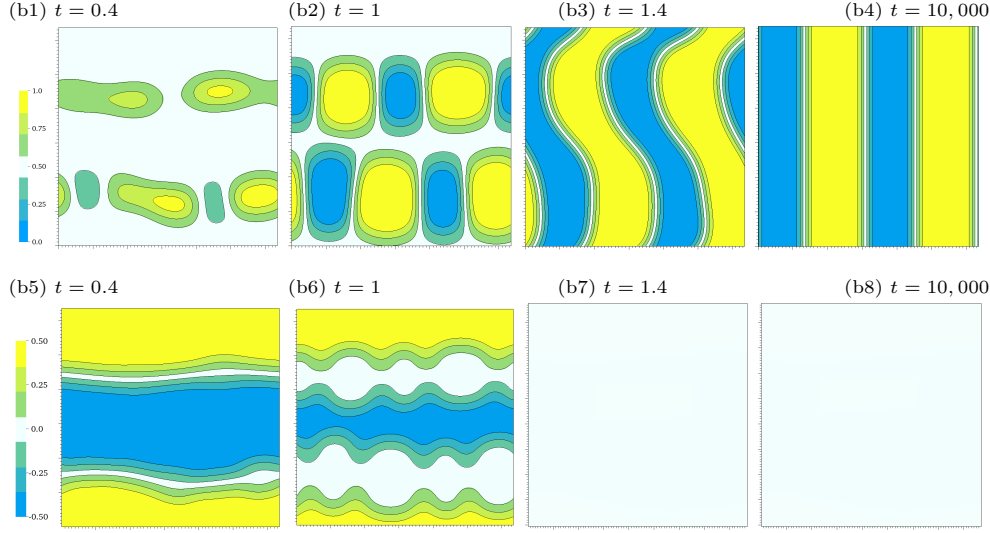 (b1) t = 0.4
(b2) t = 1
(b3) t = 1.4
(b4) t = 10, 000
1.0
0.75
0.50
0.25
0.0
(b5) t = 0.4
(b6) t = 1
(b7) t = 1.4
(b8) t = 10, 000
0.50
0.25
0.0
-0.25
-0.50